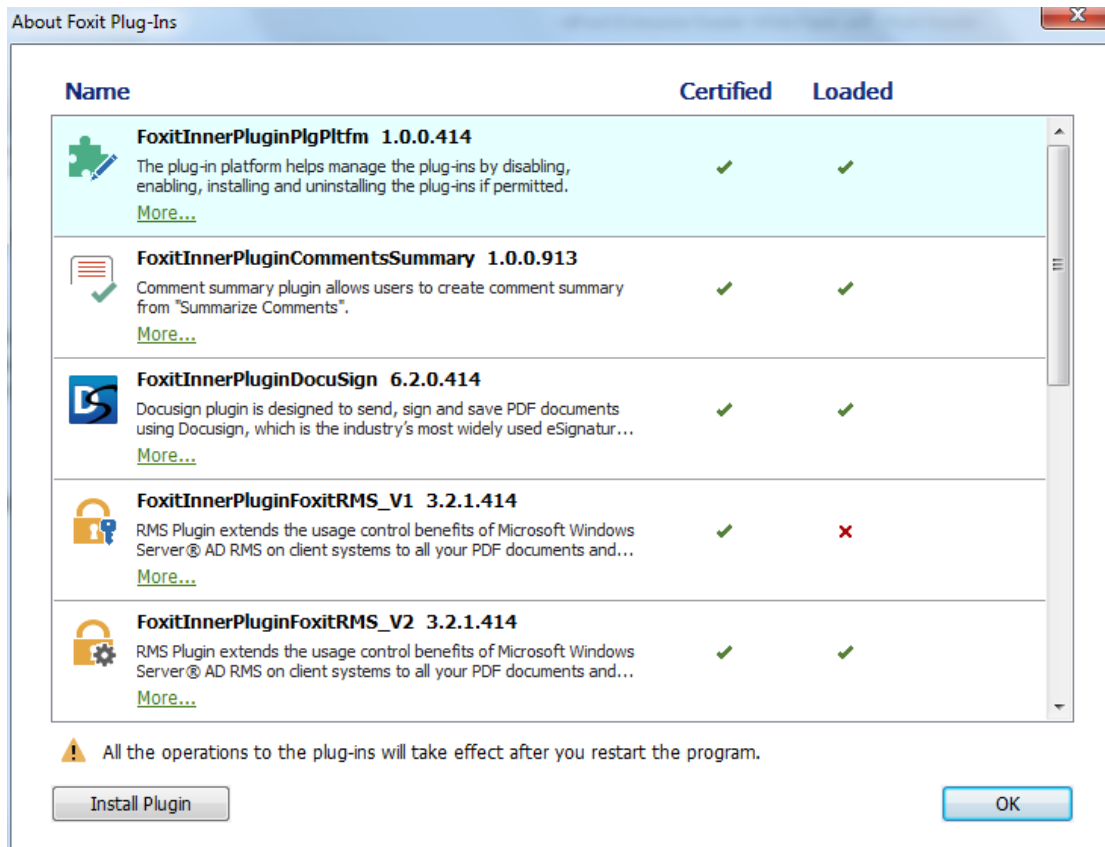 About Foxit Plug-Ins
Name Certified Loaded
FoxitInnerPluginPlgPltfm 1.0.0.414
The plug-in platform helps manage the plug-ins by disabling,
enabling, installing and uninstalling the plug-ins if permitted.
More...
FoxitInnerPluginCommentsSummary 1.0.0.913
Comment summary plugin allows users to create comment summary
from "Summarize Comments".
More...
DS
FoxitInnerPluginDocuSign 6.2.0.414
Docusign plugin is designed to send, sign and save PDF documents
using Docusign, which is the industry's most widely used eSignatur...
More...
FoxitInnerPluginFoxitRMS_V1 3.2.1.414
RMS Plugin extends the usage control benefits of Microsoft Windows
Server® AD RMS on client systems to all your PDF documents and...
More...
FoxitInnerPluginFoxitRMS_V2 3.2.1.414
RMS Plugin extends the usage control benefits of Microsoft Windows
Server® AD RMS on client systems to all your PDF documents and...
More...
All the operations to the plug-ins will take effect after you restart the program.
Install Plugin OK